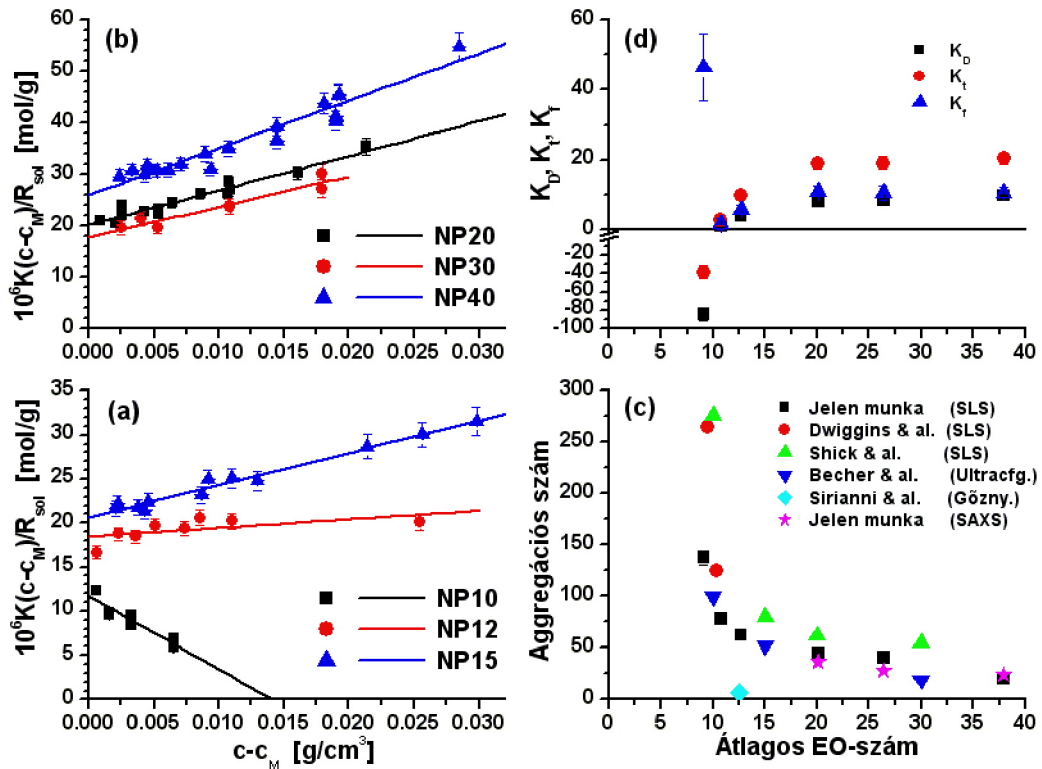 (b)
10⁶K(c-c_M)/R_sol [mol/g]
60
50
40
30
20
10
0
0.000 0.005 0.010 0.015 0.020 0.025 0.030
NP20
NP30
NP40
(d)
K_D, K_t, K_f
60
40
20
0
-20
-40
-60
-80
-100
0 5 10 15 20 25 30 35 40
K_D
K_t
K_f
(a)
10⁶K(c-c_M)/R_sol [mol/g]
35
30
25
20
15
10
5
0
0.000 0.005 0.010 0.015 0.020 0.025 0.030
c-c_M [g/cm³]
NP10
NP12
NP15
(c)
Aggregációs szám
300
250
200
150
100
50
0
0 5 10 15 20 25 30 35 40
Átlagos EO-szám
Jelen munka (SLS)
Dwiggins & al. (SLS)
Shick & al. (SLS)
Becher & al. (Ultracfg.)
Sirianni & al. (Gőzny.)
Jelen munka (SAXS)